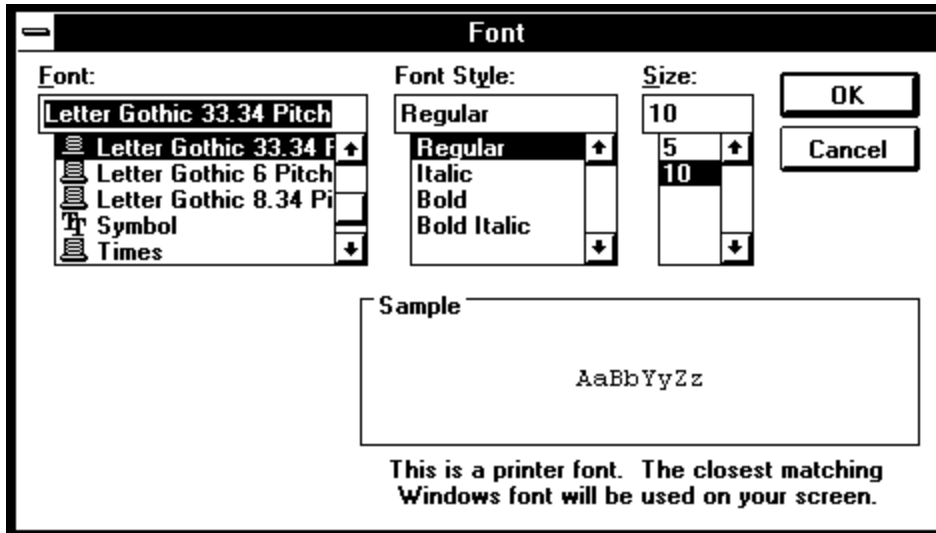 Font
Font:
Font Style:
Size:
Letter Gothic 33.34 Pitch
Regular
10
OK
Cancel
Letter Gothic 33.34 F
Letter Gothic 6 Pitch
Letter Gothic 8.34 Pi
Symbol
Times
Regular
Italic
Bold
Bold Italic
5
10
Sample
AaBbYyZz
This is a printer font. The closest matching
Windows font will be used on your screen.